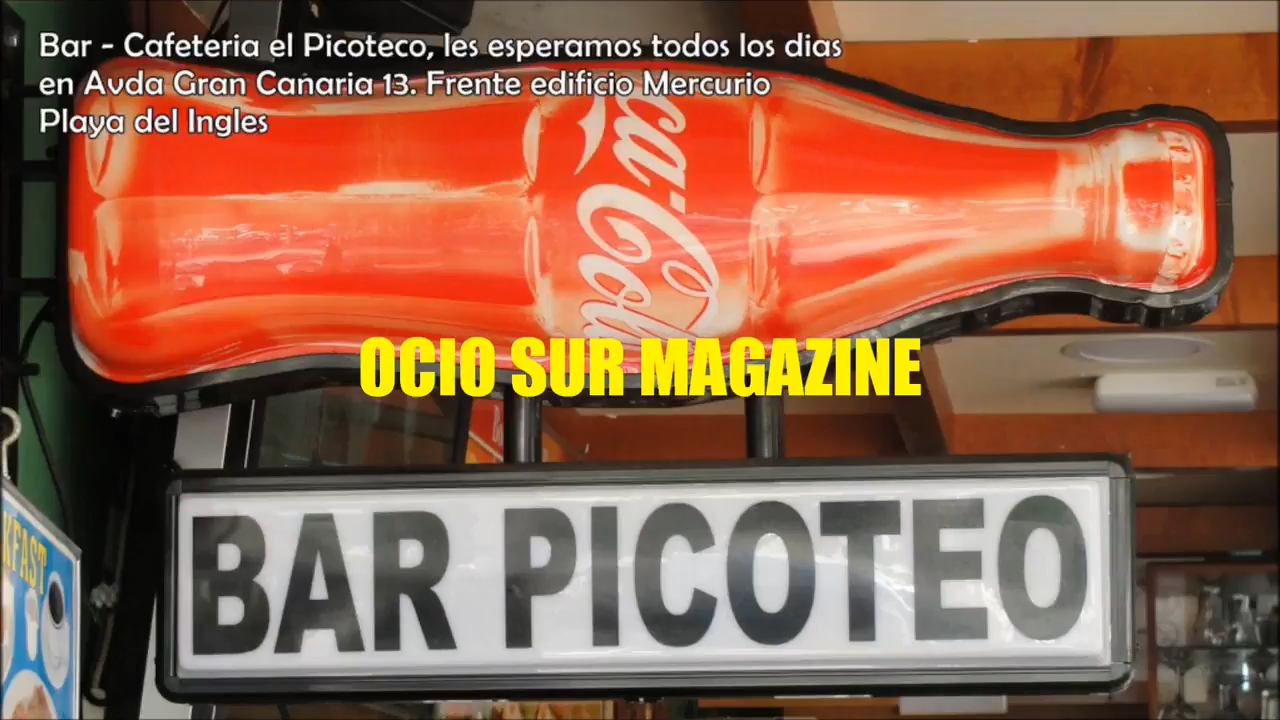 Bar - Cafeteria el Picoteco, les esperamos todos los dias
en Avda Gran Canaria 13. Frente edificio Mercurio
Playa del Ingles
ca-Cola
OCIO SUR MAGAZINE
KFAST
BAR PICOTEO